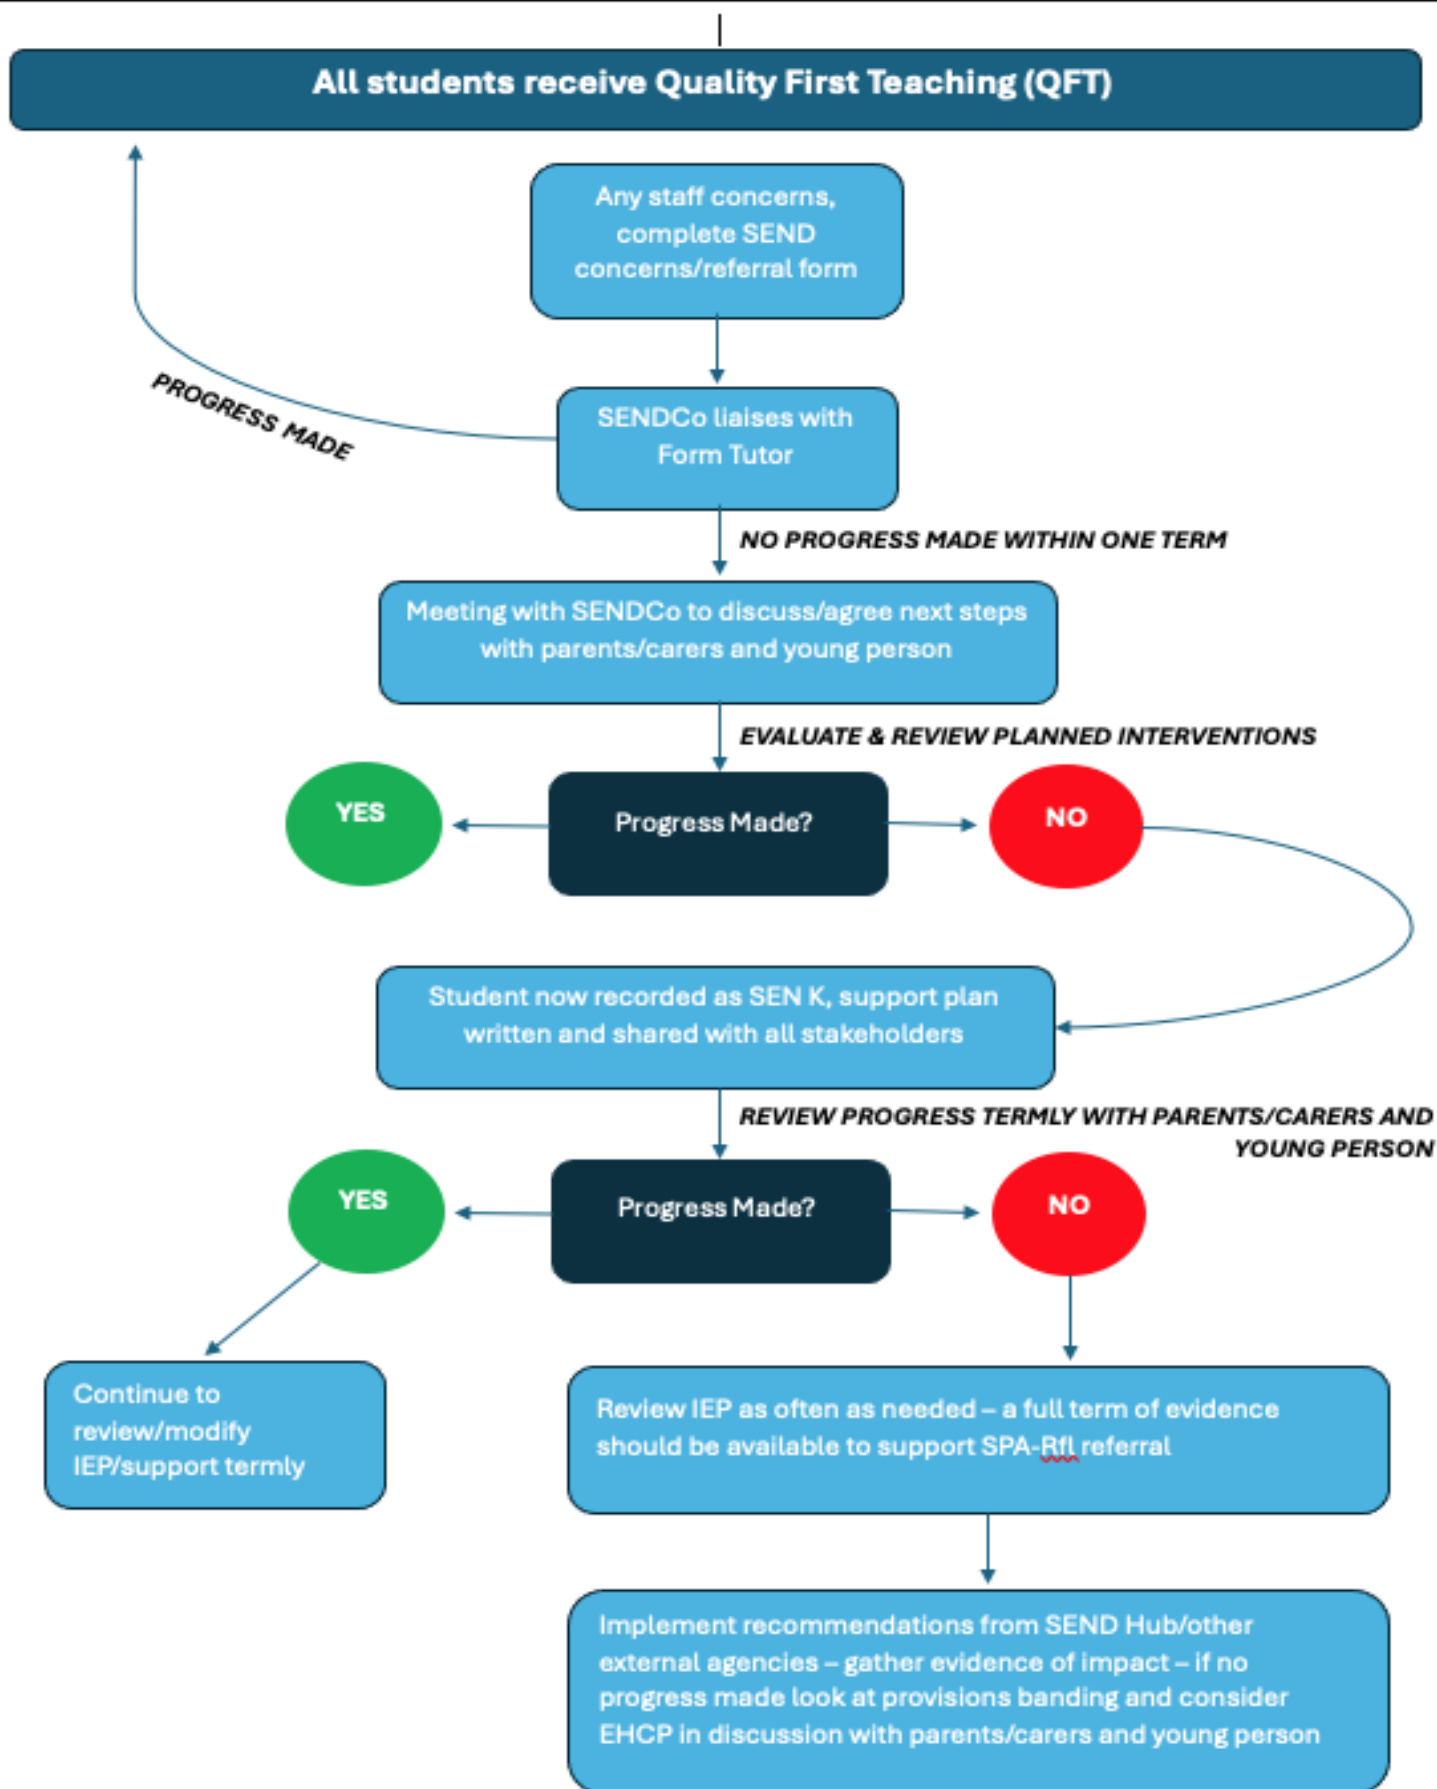 All students receive Quality First Teaching (QFT)
Any staff concerns,
complete SEND
concerns/referral form
PROGRESS MADE
SENDCo liaises with
Form Tutor
NO PROGRESS MADE WITHIN ONE TERM
Meeting with SENDCo to discuss/agree next steps
with parents/carers and young person
EVALUATE & REVIEW PLANNED INTERVENTIONS
YES
Progress Made?
NO
Student now recorded as SEN K, support plan
written and shared with all stakeholders
REVIEW PROGRESS TERMLY WITH PARENTS/CARERS AND
YOUNG PERSON
YES
Progress Made?
NO
Continue to
review/modify
IEP/support termly
Review IEP as often as needed – a full term of evidence
should be available to support SPA-Rfl referral
Implement recommendations from SEND Hub/other
external agencies – gather evidence of impact – if no
progress made look at provisions banding and consider
EHCP in discussion with parents/carers and young person